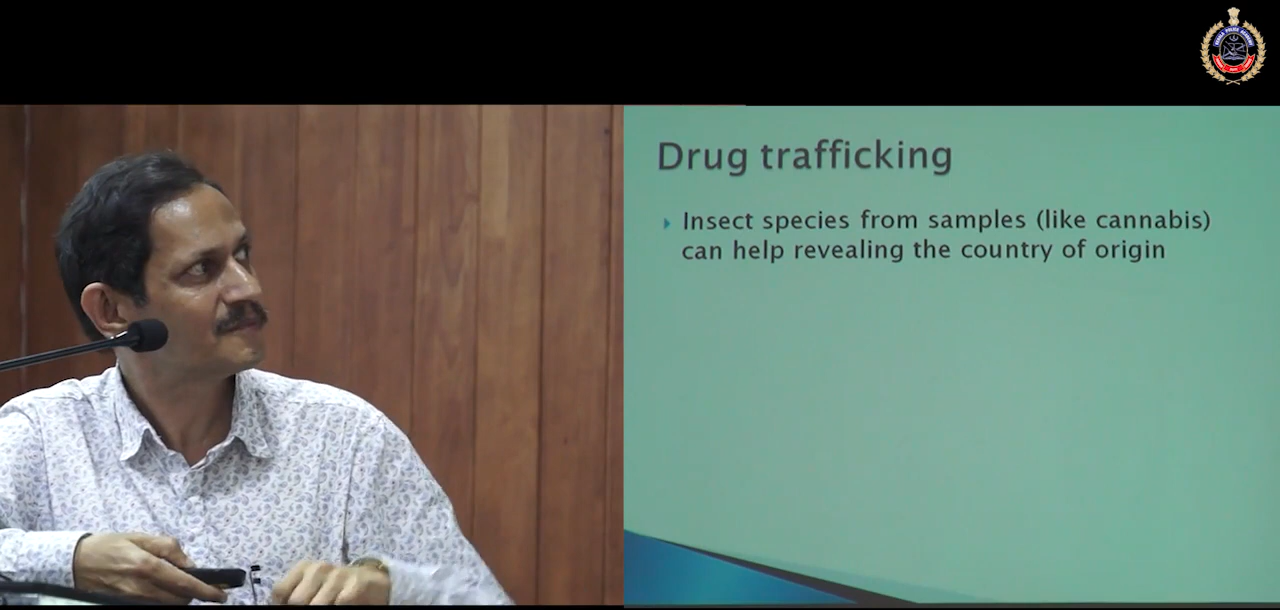 Drug trafficking
Insect species from samples (like cannabis)
can help revealing the country of origin